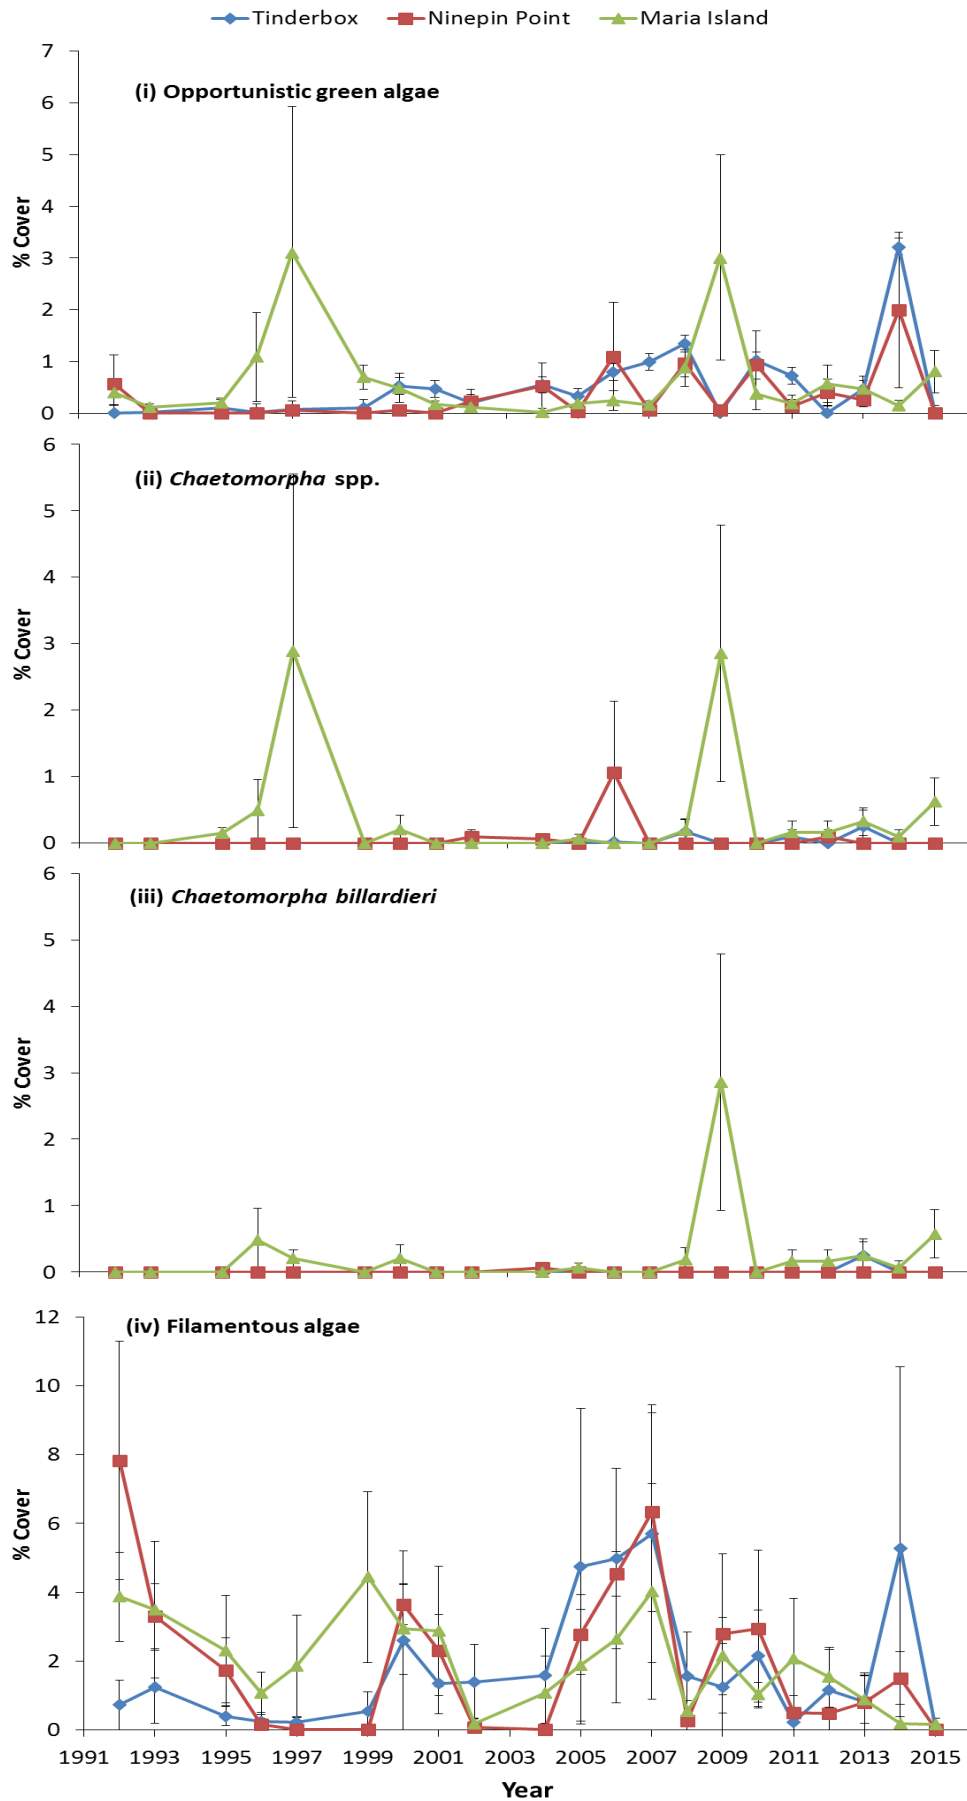 Tinderbox Ninepin Point Maria Island
(i) Opportunistic green algae
% Cover
7
6
5
4
3
2
1
0
(ii) Chaetomorpha spp.
% Cover
6
5
4
3
2
1
0
(iii) Chaetomorpha billardieri
% Cover
6
5
4
3
2
1
0
(iv) Filamentous algae
% Cover
12
10
8
6
4
2
0
1991 1993 1995 1997 1999 2001 2003 2005 2007 2009 2011 2013 2015
Year